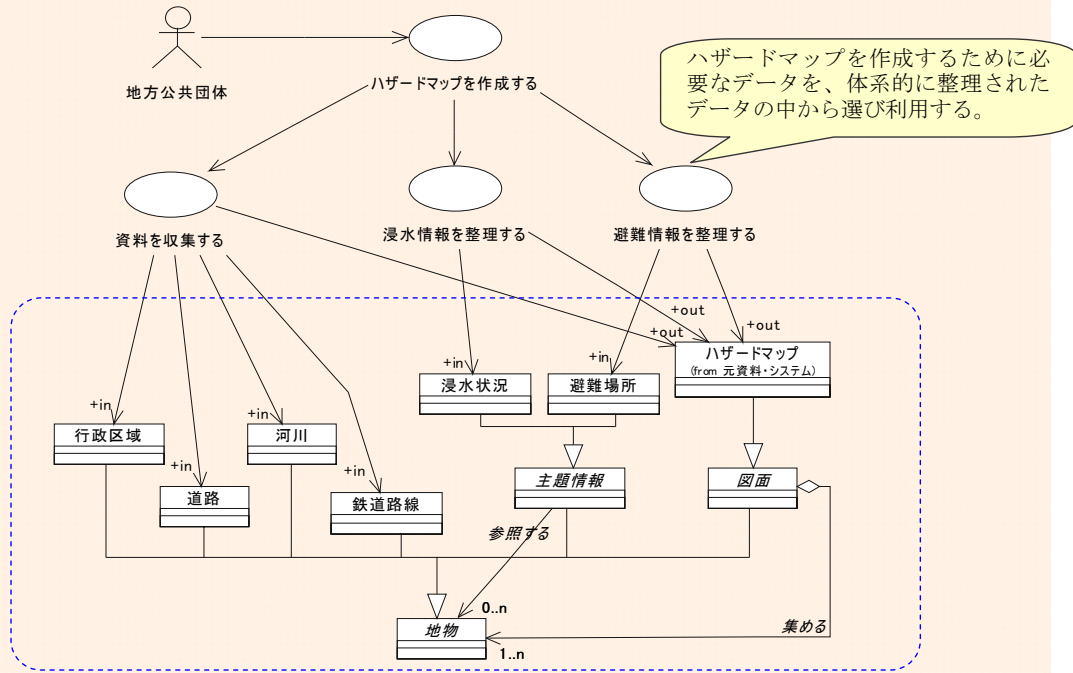 地方公共団体
ハザードマップを作成する
ハザードマップを作成するために必
要なデータを、体系的に整理された
データの中から選び利用する。
資料を収集する
浸水情報を整理する
避難情報を整理する
+out
+out
+out
ハザードマップ
(from 元資料・システム)
+in
浸水状況
+in
避難場所
+in
行政区域
+in
河川
+in
道路
+in
鉄道路線
主題情報
図面
参照する
0..n
地物
集める
1..n